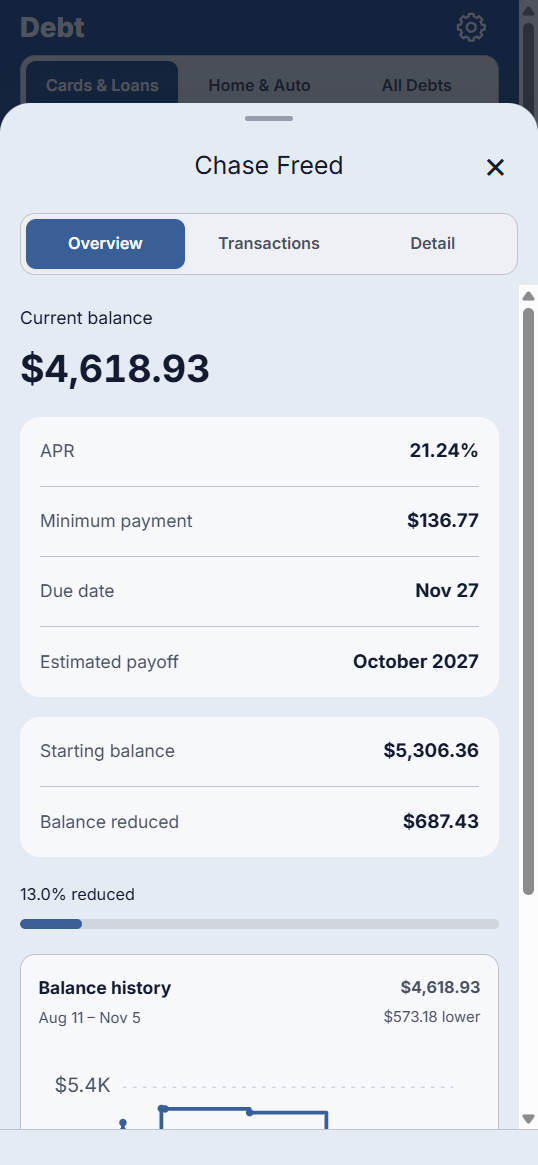 Debt
Cards & Loans Home & Auto All Debts
Chase Freed
Overview Transactions Detail
Current balance
$4,618.93
APR 21.24%
Minimum payment $136.77
Due date Nov 27
Estimated payoff October 2027
Starting balance $5,306.36
Balance reduced $687.43
13.0% reduced
Balance history $4,618.93
Aug 11 – Nov 5 $573.18 lower
$5.4K